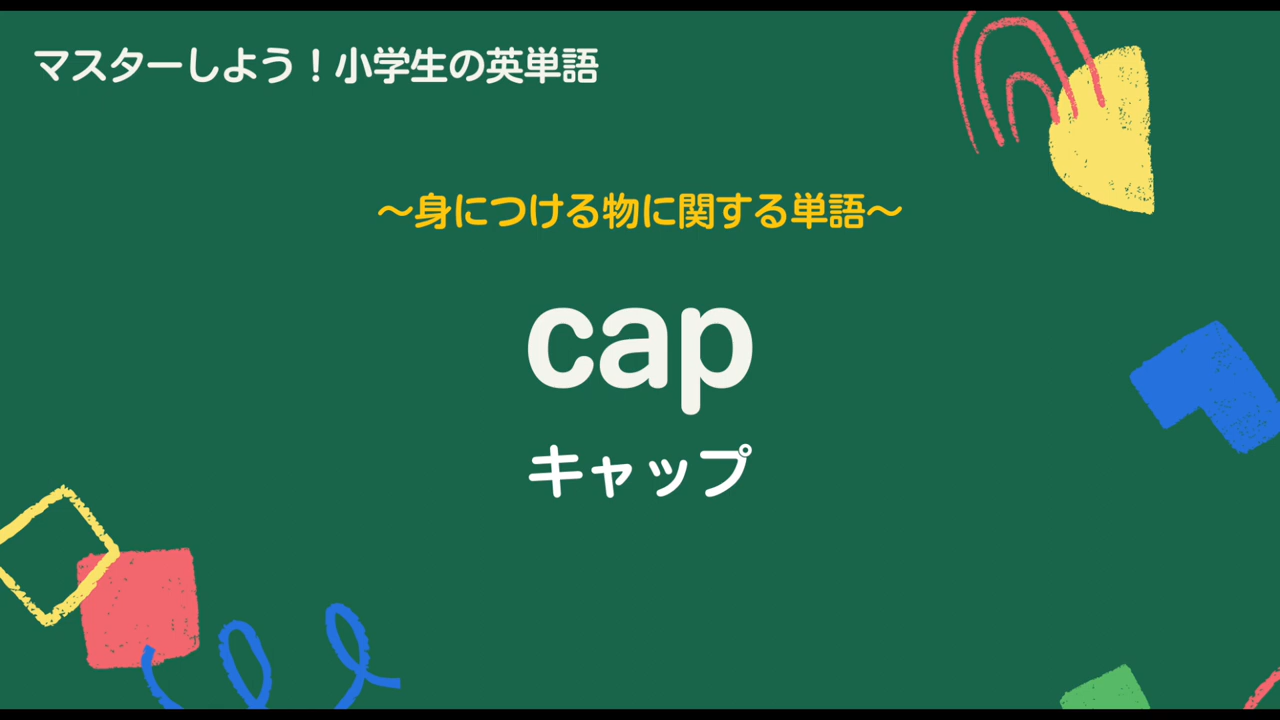 マスターしよう！小学生の英単語
〜身につける物に関する単語〜
cap
キャップ